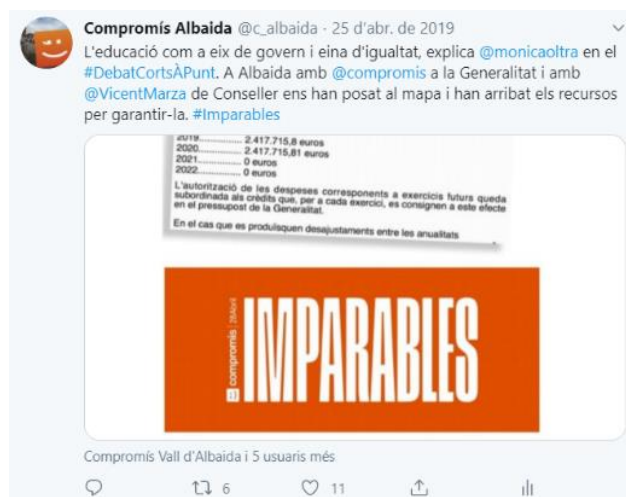 Compromís Albaida @c_albaida · 25 d'abr. de 2019
L'educació com a eix de govern i eina d'igualtat, explica @monicaoltra en el
#DebatCortsÀPunt. A Albaida amb @compromis a la Generalitat i amb
@VicentMarza de Conseller ens han posat al mapa i han arribat els recursos
per garantir-la. #Imparables
2019.............. 2.417.715,8 euros
2020.............. 2.417.715,81 euros
2021.............. 0 euros
2022.............. 0 euros
L'autorització de les despeses corresponents a exercicis futurs queda
subordinada als crèdits que, per a cada exercici, es consignen a este efecte
en el pressupost de la Generalitat.
En el cas que es produïsquen desajustaments entre les anualitats
compromís | 28Abril
IMPARABLES
Compromís Vall d'Albaida i 5 usuaris més
6 11